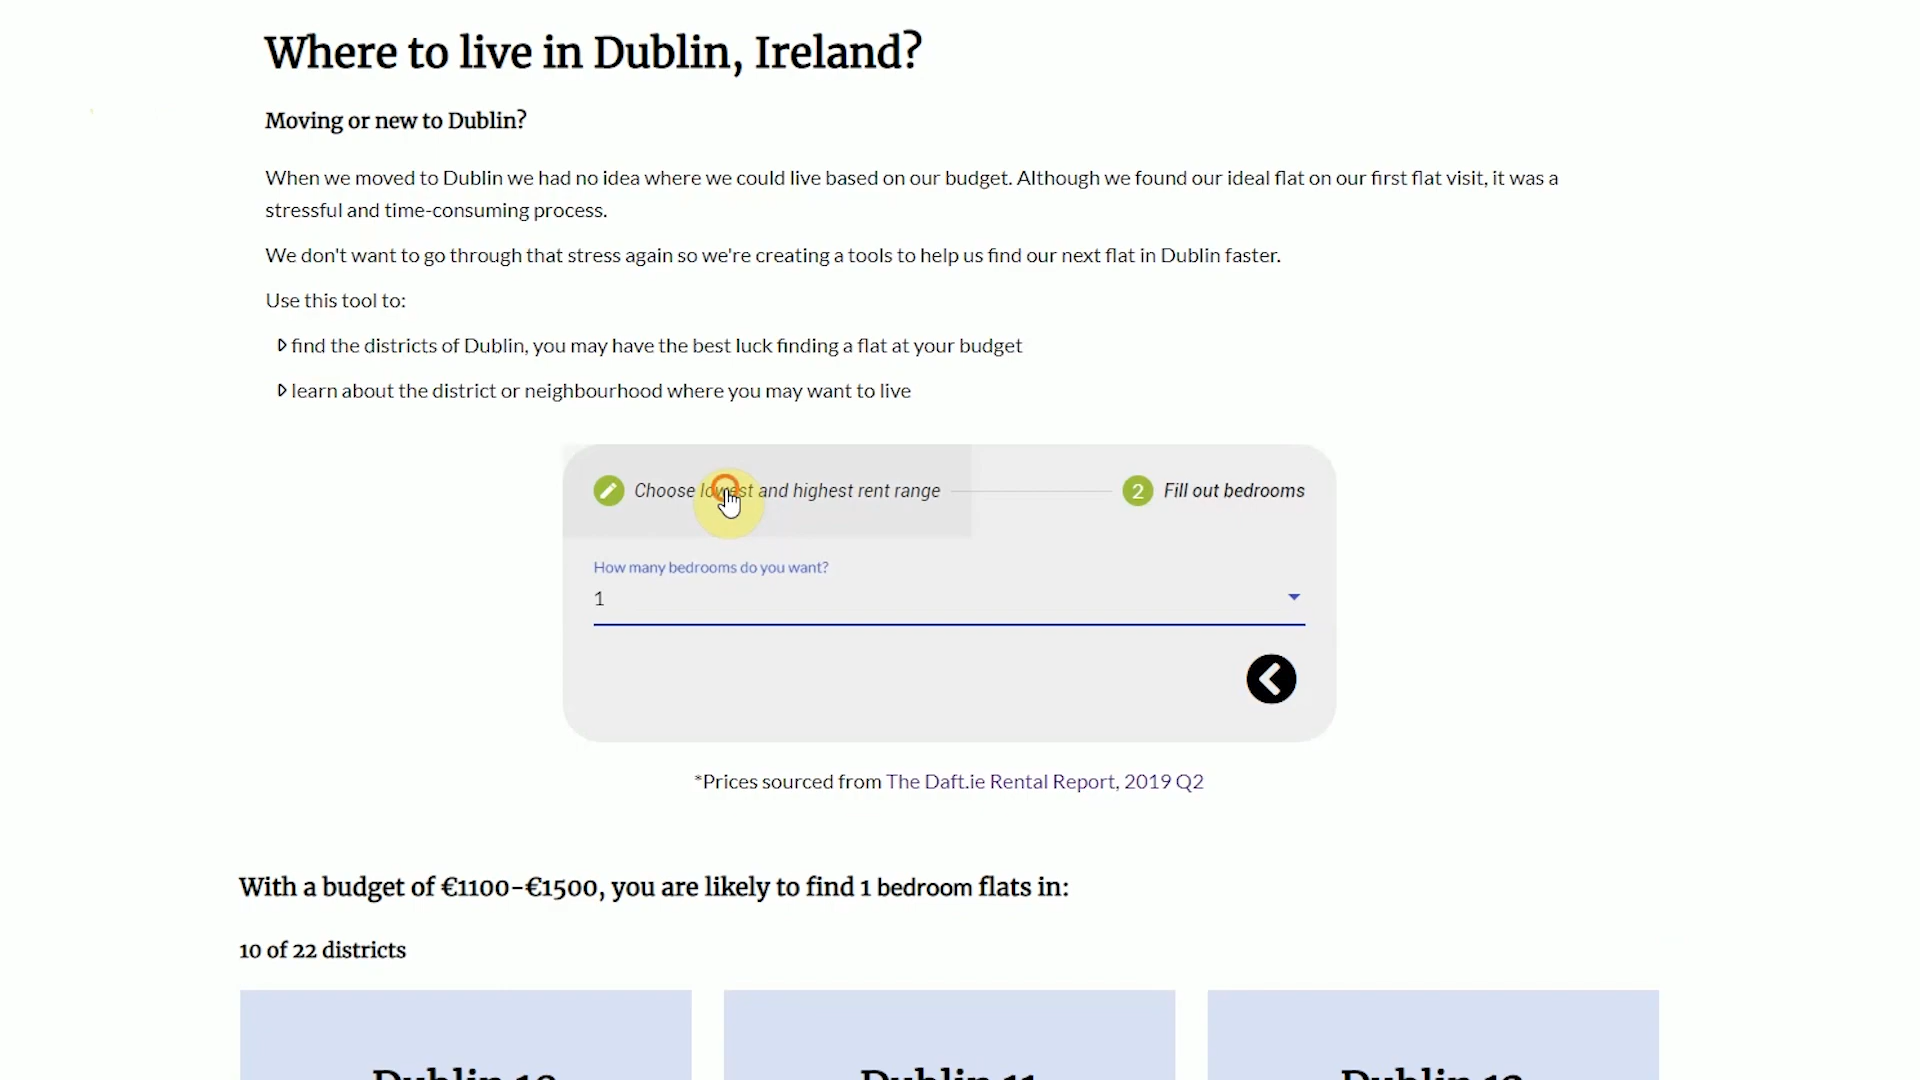 Where to live in Dublin, Ireland?
Moving or new to Dublin?
When we moved to Dublin we had no idea where we could live based on our budget. Although we found our ideal flat on our first flat visit, it was a
stressful and time-consuming process.
We don't want to go through that stress again so we're creating a tools to help us find our next flat in Dublin faster.
Use this tool to:
find the districts of Dublin, you may have the best luck finding a flat at your budget
learn about the district or neighbourhood where you may want to live
Choose lowest and highest rent range
2 Fill out bedrooms
How many bedrooms do you want?
1
*Prices sourced from The Daft.ie Rental Report, 2019 Q2
With a budget of €1100-€1500, you are likely to find 1 bedroom flats in:
10 of 22 districts
Dublin 10 Dublin 11 Dublin